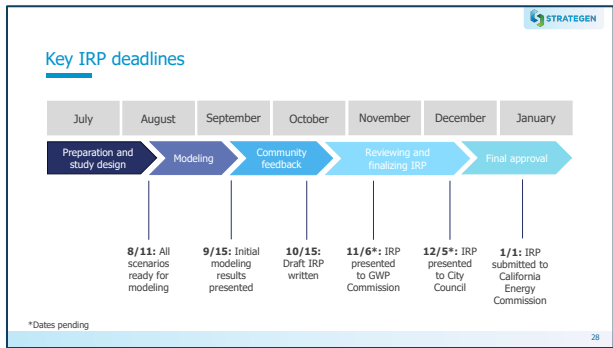 STRATEGEN
Key IRP deadlines
July
August
September
October
November
December
January
Preparation and
study design
Modeling
Community
feedback
Reviewing and
finalizing IRP
Final approval
8/11: All
scenarios
ready for
modeling
9/15: Initial
modeling
results
presented
10/15:
Draft IRP
written
11/6*: IRP
presented
to GWP
Commission
12/5*: IRP
presented
to City
Council
1/1: IRP
submitted to
California
Energy
Commission
*Dates pending
28